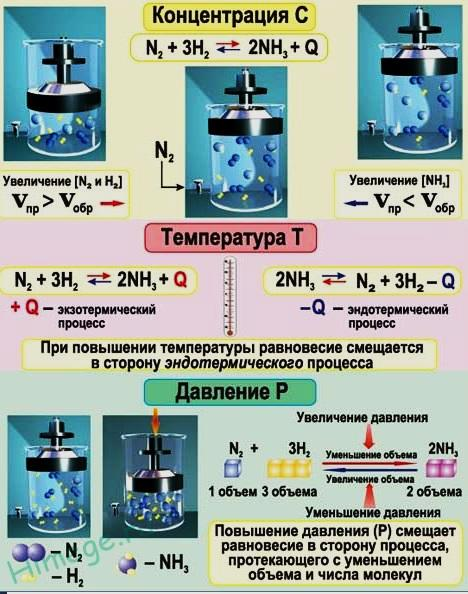 Концентрация С
N₂ + 3H₂ ⇄ 2NH₃ + Q
N₂
Увеличение [N₂ и H₂]
Vпр > Vобр →
Увеличение [NH₃]
← Vпр < Vобр
Температура Т
N₂ + 3H₂ ⇄ 2NH₃ + Q
+ Q – экзотермический
процесс
2NH₃ ⇄ N₂ + 3H₂ – Q
–Q – эндотермический
процесс
При повышении температуры равновесие смещается
в сторону эндотермического процесса
Давление Р
Увеличение давления
N₂ + 3H₂ 2NH₃
Уменьшение объема
Увеличение объема
1 объем 3 объема 2 объема
Уменьшение давления
– N₂
– H₂
– NH₃
Повышение давления (Р) смещает
равновесие в сторону процесса,
протекающего с уменьшением
объема и числа молекул